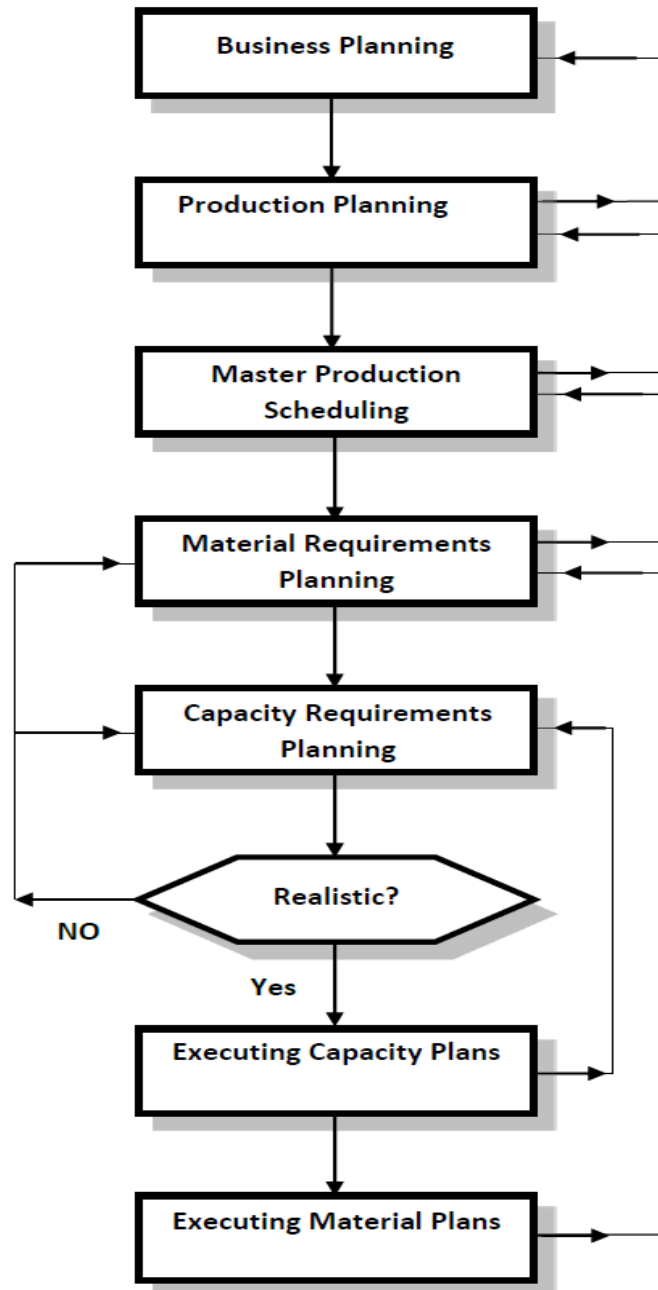 Business Planning
Production Planning
Master Production
Scheduling
Material Requirements
Planning
Capacity Requirements
Planning
Realistic?
NO
Yes
Executing Capacity Plans
Executing Material Plans